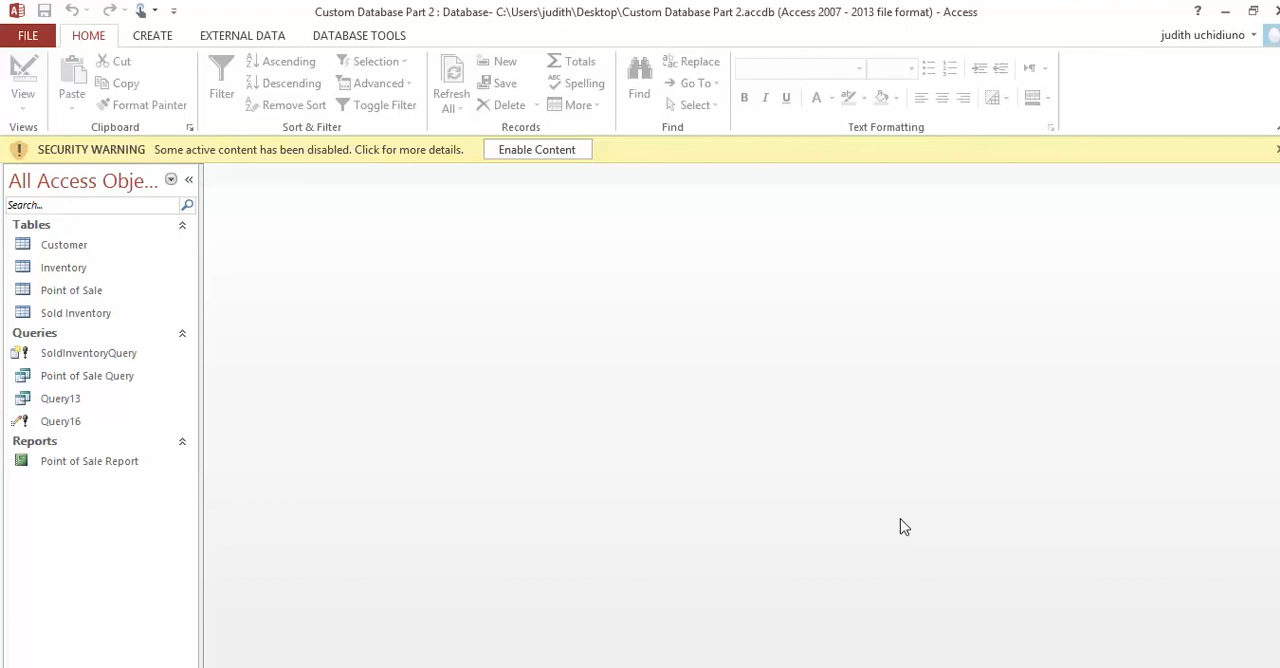 Custom Database Part 2 : Database- C:\Users\judith\Desktop\Custom Database Part 2.accdb (Access 2007 - 2013 file format) - Access
?
FILE HOME CREATE EXTERNAL DATA DATABASE TOOLS judith uchidiuno
View
Views
Paste
Cut
Copy
Format Painter
Clipboard
Filter
Ascending
Descending
Remove Sort
Selection
Advanced
Toggle Filter
Sort & Filter
Refresh
All
New
Save
Delete
Totals
Spelling
More
Records
Find
Replace
Go To
Select
Find
B I U A
Text Formatting
SECURITY WARNING Some active content has been disabled. Click for more details. Enable Content
All Access Obje...
Search...
Tables
Customer
Inventory
Point of Sale
Sold Inventory
Queries
SoldInventoryQuery
Point of Sale Query
Query13
Query16
Reports
Point of Sale Report